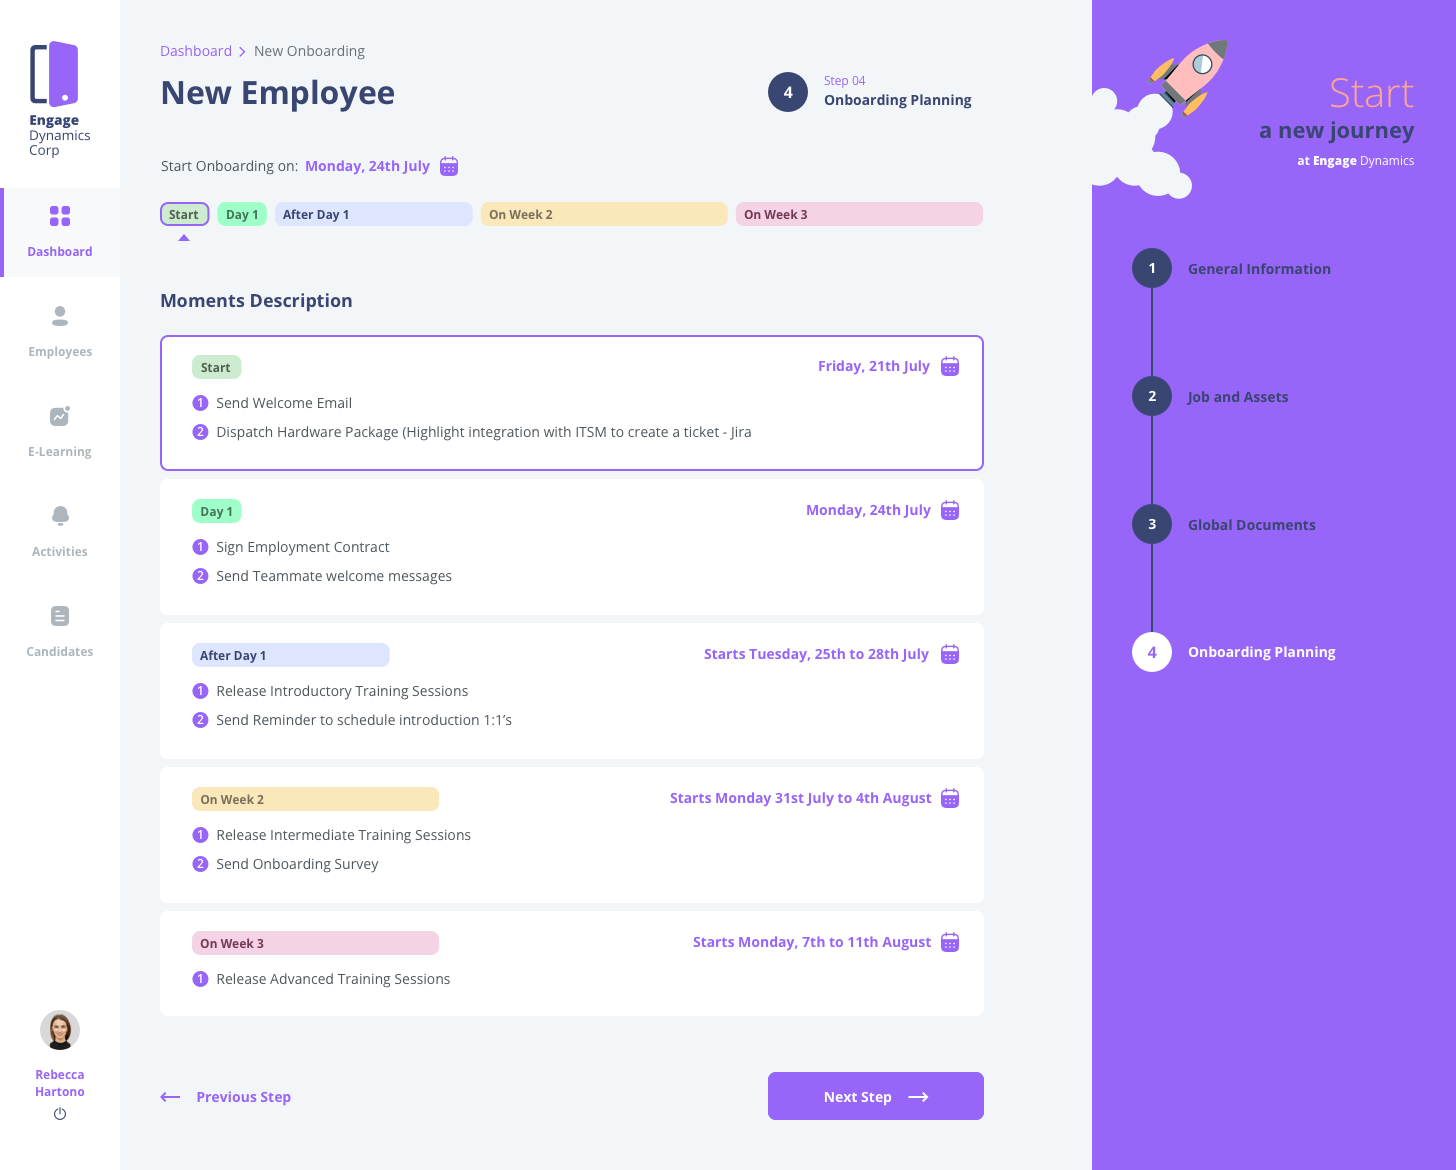 Engage
Dynamics
Corp
Dashboard
Employees
E-Learning
Activities
Candidates
Rebecca
Hartono
Dashboard New Onboarding
New Employee
4
Step 04
Onboarding Planning
Start Onboarding on: Monday, 24th July
Start Day 1 After Day 1 On Week 2 On Week 3
Moments Description
Start Friday, 21th July
1 Send Welcome Email
2 Dispatch Hardware Package (Highlight integration with ITSM to create a ticket - Jira
Day 1 Monday, 24th July
1 Sign Employment Contract
2 Send Teammate welcome messages
After Day 1 Starts Tuesday, 25th to 28th July
1 Release Introductory Training Sessions
2 Send Reminder to schedule introduction 1:1’s
On Week 2 Starts Monday 31st July to 4th August
1 Release Intermediate Training Sessions
2 Send Onboarding Survey
On Week 3 Starts Monday, 7th to 11th August
1 Release Advanced Training Sessions
Previous Step
Next Step
Start
a new journey
at Engage Dynamics
1 General Information
2 Job and Assets
3 Global Documents
4 Onboarding Planning